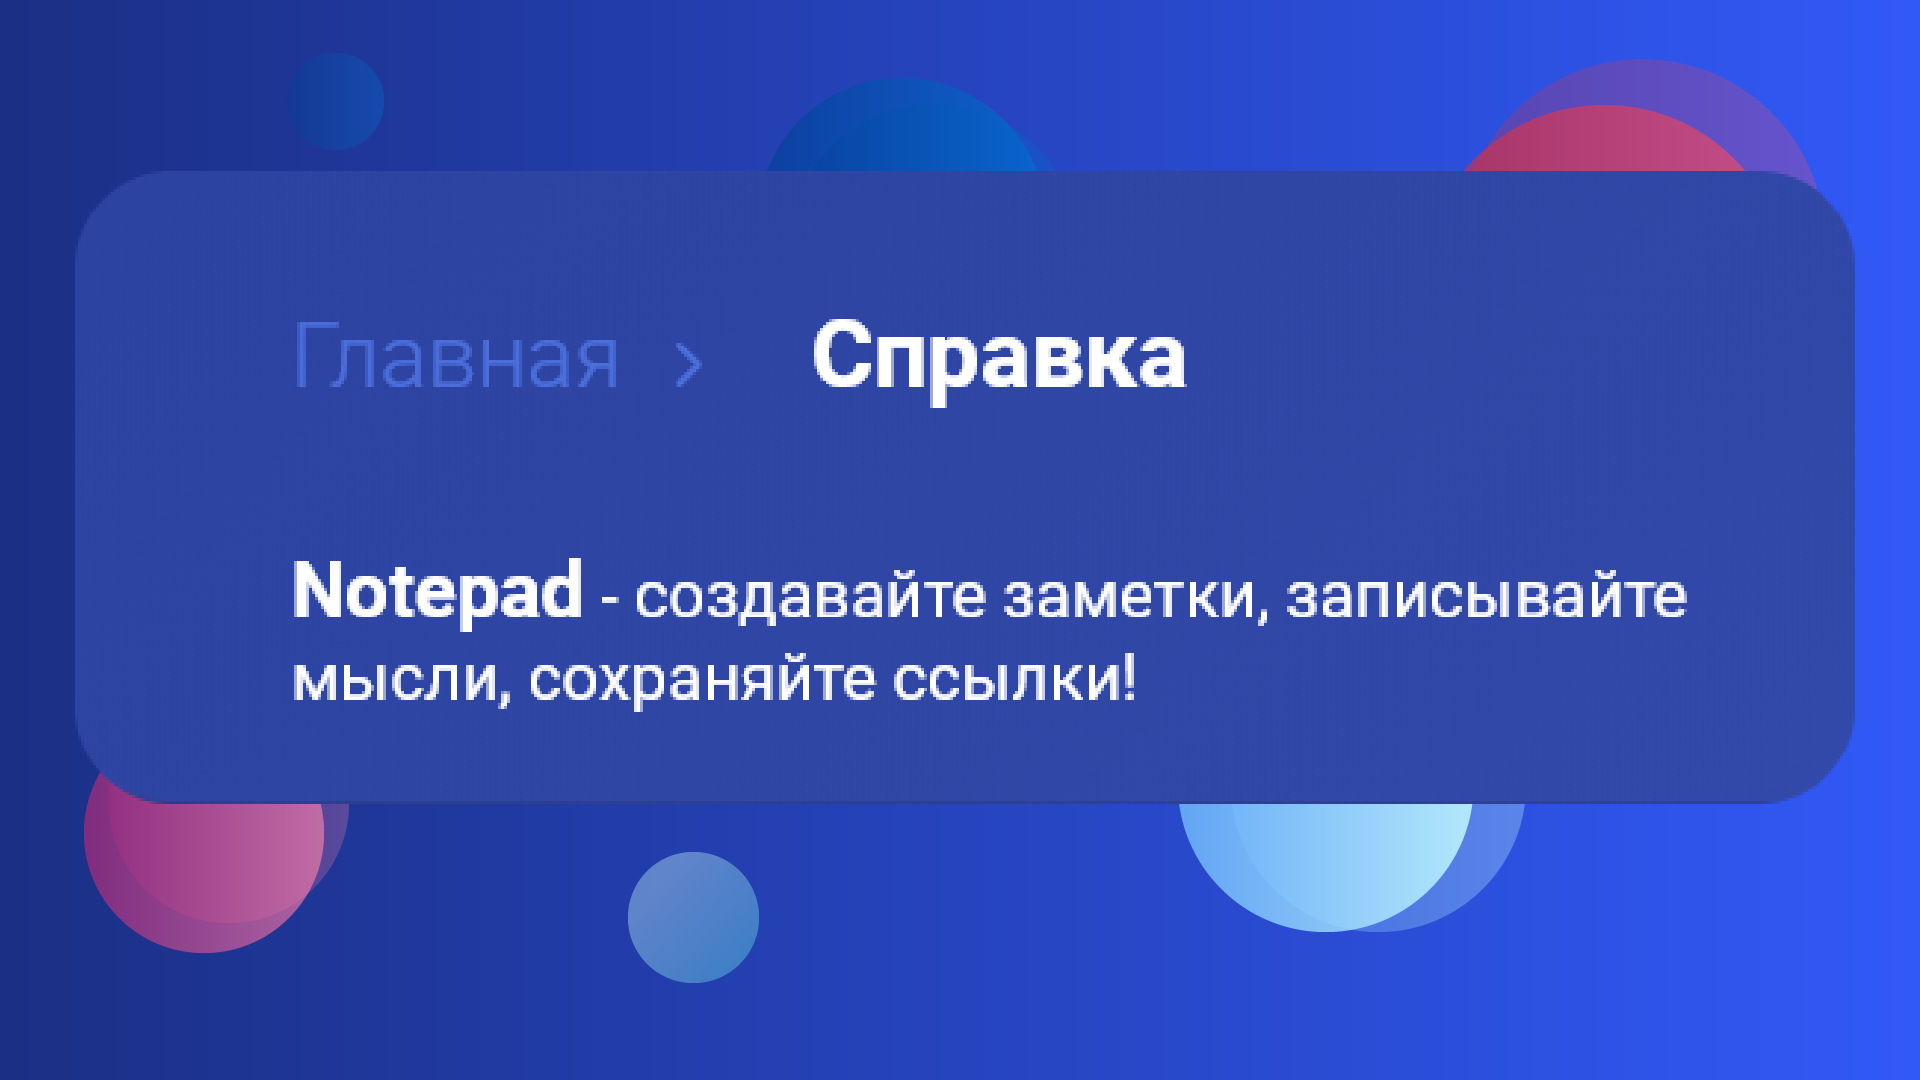 Главная > Справка
Notepad - создавайте заметки, записывайте
мысли, сохраняйте ссылки!